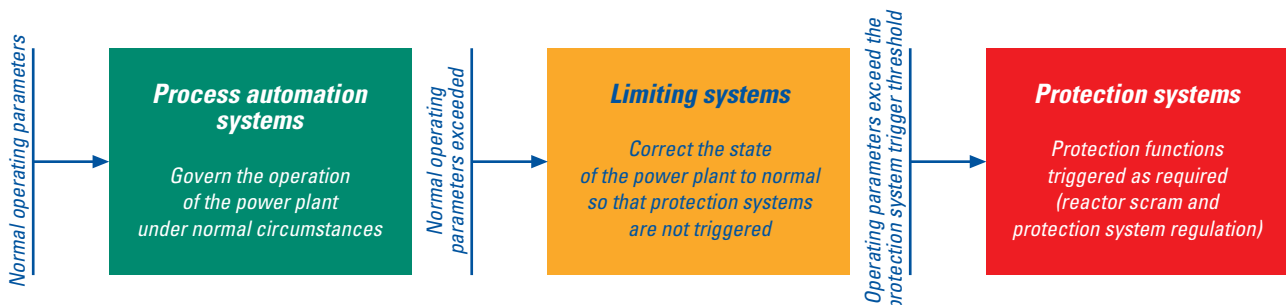 Normal operating parameters
Process automation
systems
Govern the operation
of the power plant
under normal circumstances
Normal operating
parameters exceeded
Limiting systems
Correct the state
of the power plant to normal
so that protection systems
are not triggered
Operating parameters exceed the
protection system trigger threshold
Protection systems
Protection functions
triggered as required
(reactor scram and
protection system regulation)